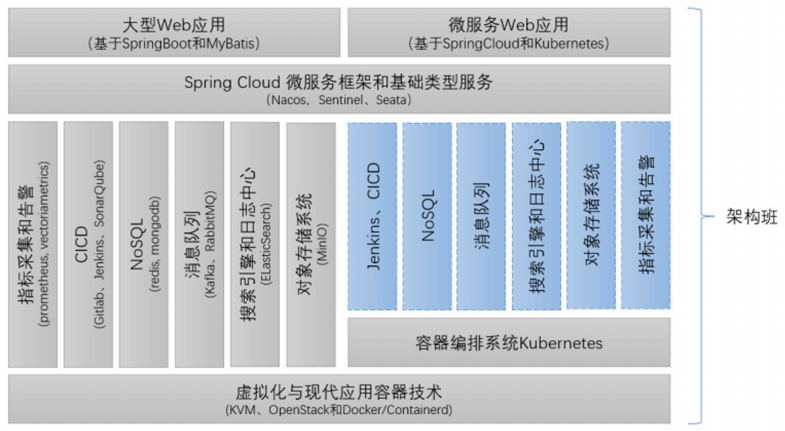 大型Web应用
（基于SpringBoot和MyBatis）
微服务Web应用
（基于SpringCloud和Kubernetes）
Spring Cloud 微服务框架和基础类型服务
（Nacos，Sentinel、Seata）
指标采集和告警
(prometheus, vectoriametrics)
CICD
(Gitlab、Jenkins、SonarQube)
NoSQL
(redis, mongodb)
消息队列
(Kafka、RabbitMQ)
搜索引擎和日志中心
(ELasticSearch)
对象存储系统
(MinIO)
Jenkins、CICD
NoSQL
消息队列
搜索引擎和日志中心
对象存储系统
指标采集和告警
架构班
容器编排系统Kubernetes
虚拟化与现代应用容器技术
(KVM、OpenStack和Docker/Containerd)